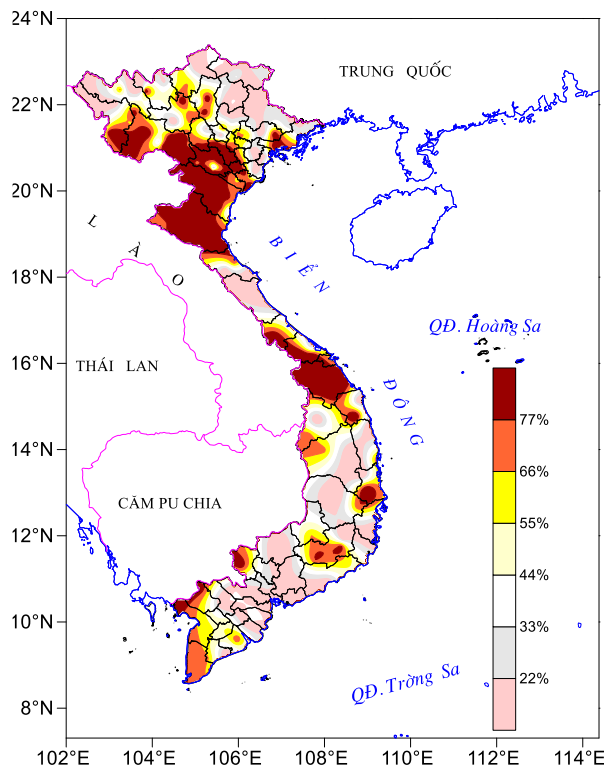 24°N
TRUNG QUỐC
22°N
20°N
LÀO
BIỂN
18°N
QĐ. Hoàng Sa
16°N
THÁI LAN
ĐÔNG
77%
14°N
66%
CĂM PU CHIA
55%
12°N
44%
33%
10°N
22%
QĐ. Trờng Sa
8°N
102°E 104°E 106°E 108°E 110°E 112°E 114°E